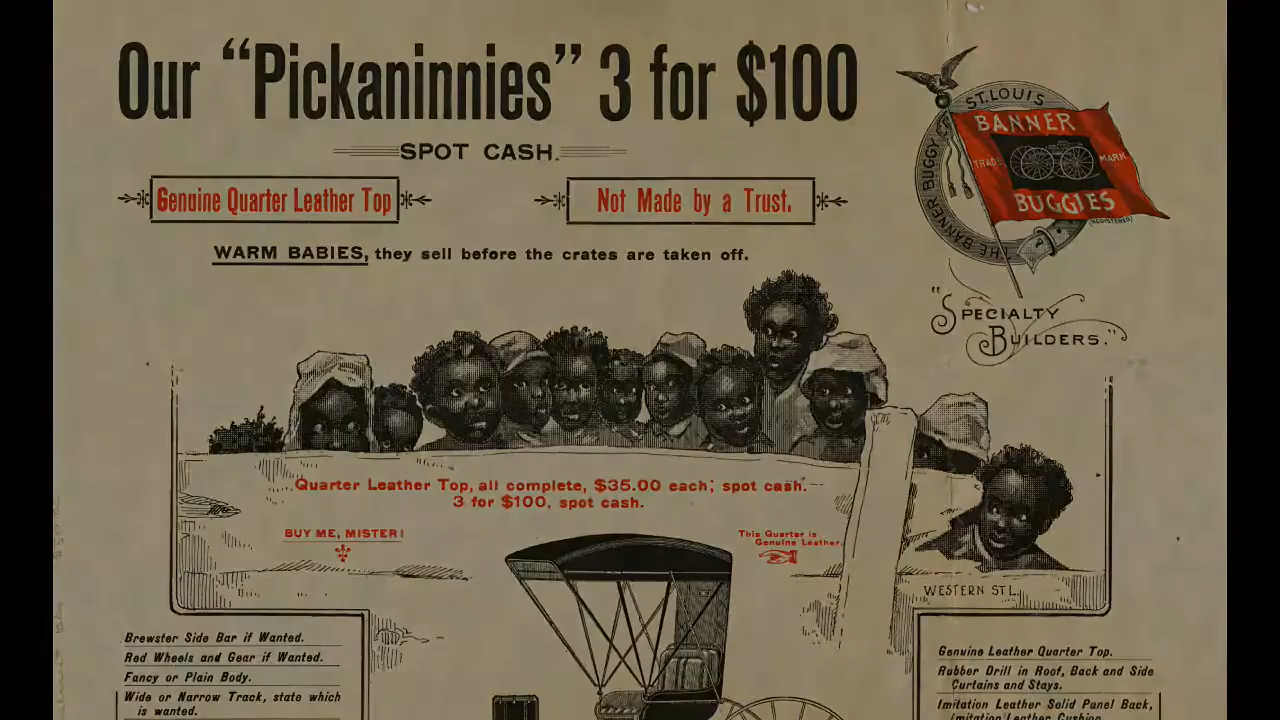 Our “Pickaninnies” 3 for $100
SPOT CASH.
Genuine Quarter Leather Top
Not Made by a Trust.
WARM BABIES, they sell before the crates are taken off.
ST. LOUIS
BANNER
TRADE MARK
BUGGIES
(REGISTERED)
THE BANNER BUGGY
"SPECIALTY
BUILDERS."
Quarter Leather Top, all complete, $35.00 each; spot cash.
3 for $100, spot cash.
BUY ME, MISTER!
This Quarter is
Genuine Leather.
WESTERN ST L.
Brewster Side Bar if Wanted.
Red Wheels and Gear if Wanted.
Fancy or Plain Body.
Wide or Narrow Track, state which
is wanted.
Genuine Leather Quarter Top.
Rubber Drill in Roof, Back and Side
Curtains and Stays.
Imitation Leather Solid Panel Back,
imitation Leather Cushion